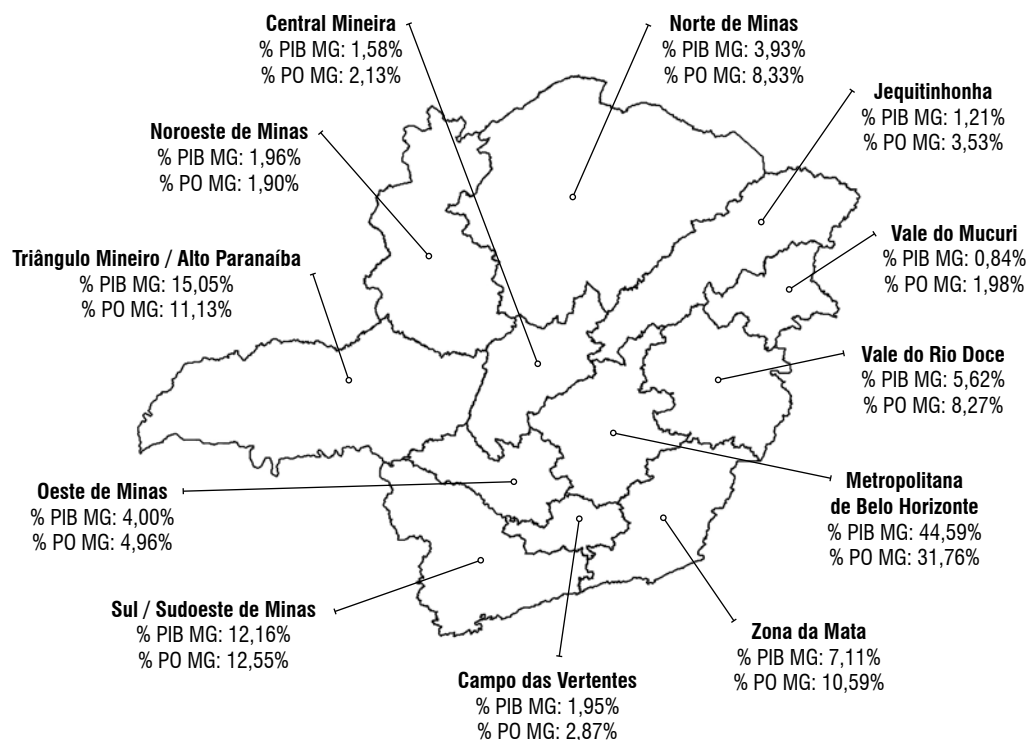 Central Mineira
% PIB MG: 1,58%
% PO MG: 2,13%
Norte de Minas
% PIB MG: 3,93%
% PO MG: 8,33%
Jequitinhonha
% PIB MG: 1,21%
% PO MG: 3,53%
Noroeste de Minas
% PIB MG: 1,96%
% PO MG: 1,90%
Vale do Mucuri
% PIB MG: 0,84%
% PO MG: 1,98%
Triângulo Mineiro / Alto Paranaíba
% PIB MG: 15,05%
% PO MG: 11,13%
Vale do Rio Doce
% PIB MG: 5,62%
% PO MG: 8,27%
Metropolitana
de Belo Horizonte
% PIB MG: 44,59%
% PO MG: 31,76%
Oeste de Minas
% PIB MG: 4,00%
% PO MG: 4,96%
Sul / Sudoeste de Minas
% PIB MG: 12,16%
% PO MG: 12,55%
Zona da Mata
% PIB MG: 7,11%
% PO MG: 10,59%
Campo das Vertentes
% PIB MG: 1,95%
% PO MG: 2,87%